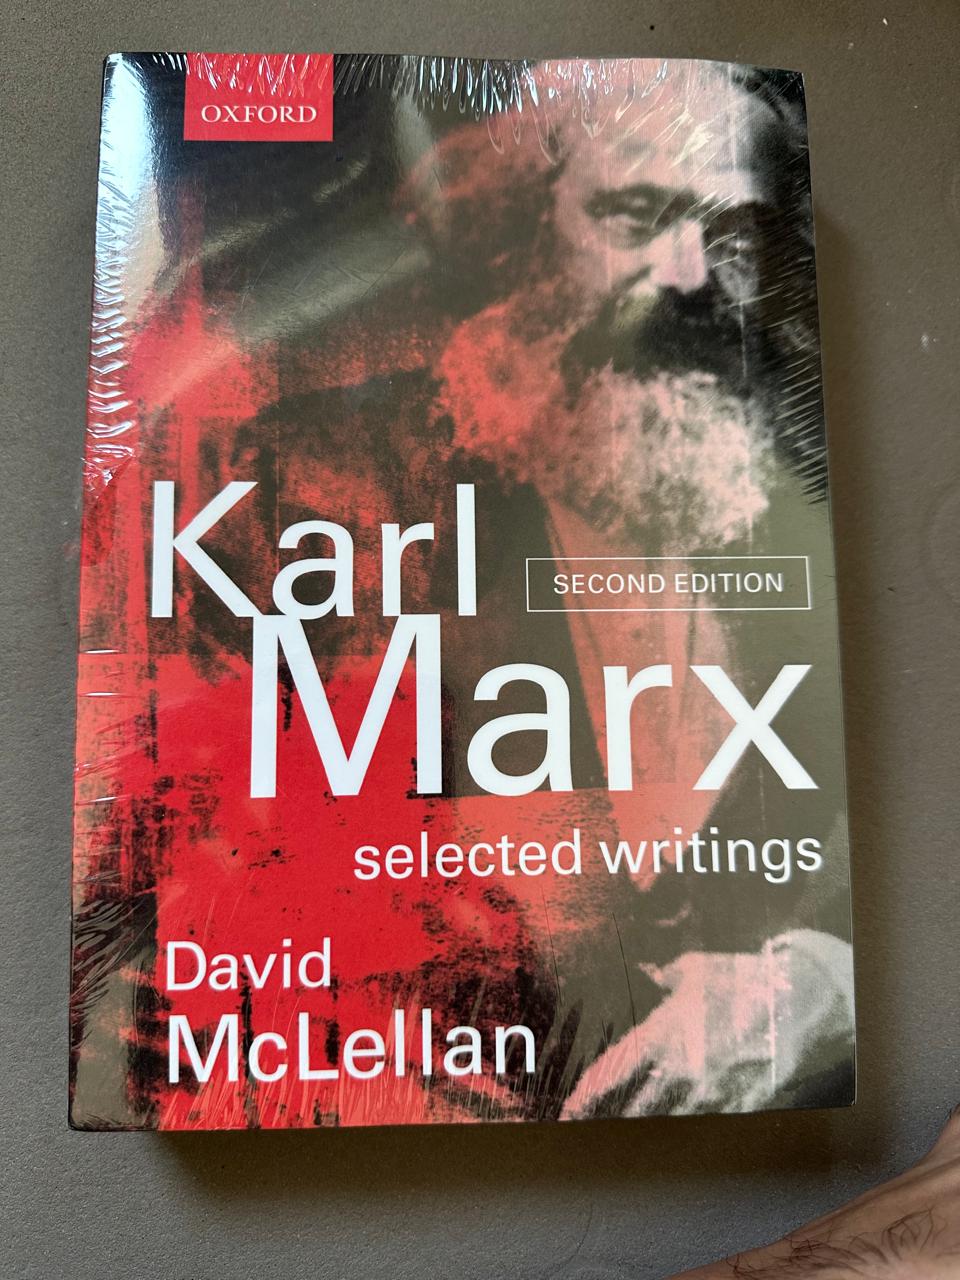 OXFORD
Karl
SECOND EDITION
Marx
selected writings
David
McLellan